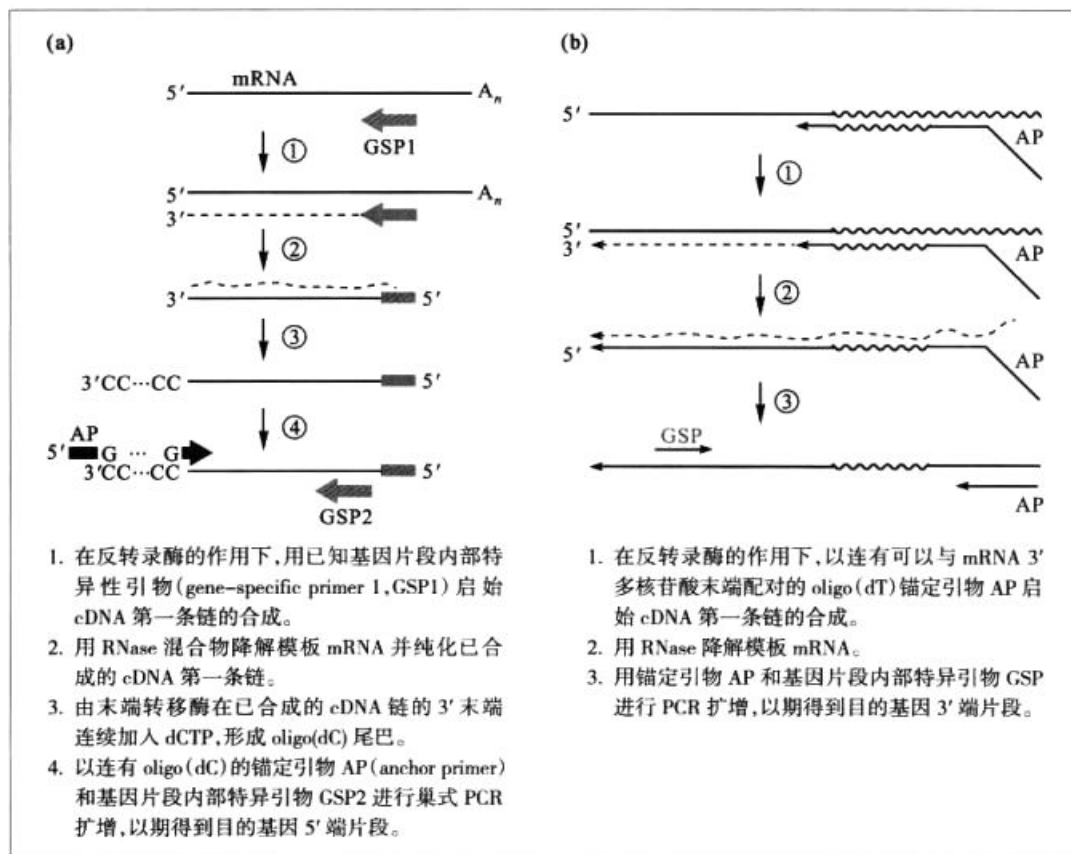 (a)
mRNA
5′ Aₙ
GSP1
①
5′ Aₙ
3′
②
3′ 5′
③
3′CC…CC 5′
④
AP
5′ G … G
3′CC…CC 5′
GSP2
1. 在反转录酶的作用下,用已知基因片段内部特
异性引物(gene-specific primer 1,GSP1)启始
cDNA 第一条链的合成。
2. 用 RNase 混合物降解模板 mRNA 并纯化已合
成的 cDNA 第一条链。
3. 由末端转移酶在已合成的 cDNA 链的 3′ 末端
连续加入 dCTP,形成 oligo(dC)尾巴。
4. 以连有 oligo(dC)的锚定引物 AP(anchor primer)
和基因片段内部特异引物 GSP2 进行巢式 PCR
扩增,以期得到目的基因 5′ 端片段。
(b)
5′
AP
①
5′
3′
AP
②
5′
AP
③
GSP
AP
1. 在反转录酶的作用下,以连有可以与 mRNA 3′
多核苷酸末端配对的 oligo(dT)锚定引物 AP 启
始 cDNA 第一条链的合成。
2. 用 RNase 降解模板 mRNA。
3. 用锚定引物 AP 和基因片段内部特异引物 GSP
进行 PCR 扩增,以期得到目的基因 3′ 端片段。